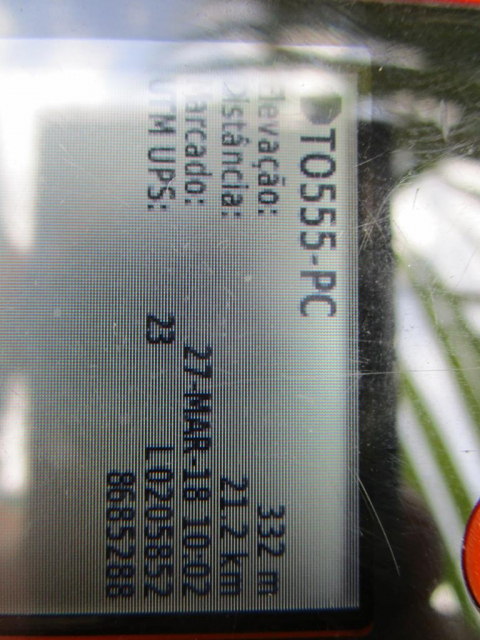 TO555-PC
Elevação: 332 m
Distância: 21.2 km
Marcado: 27-MAR-18 10:02
UTM UPS: 23 L0205852
8685288